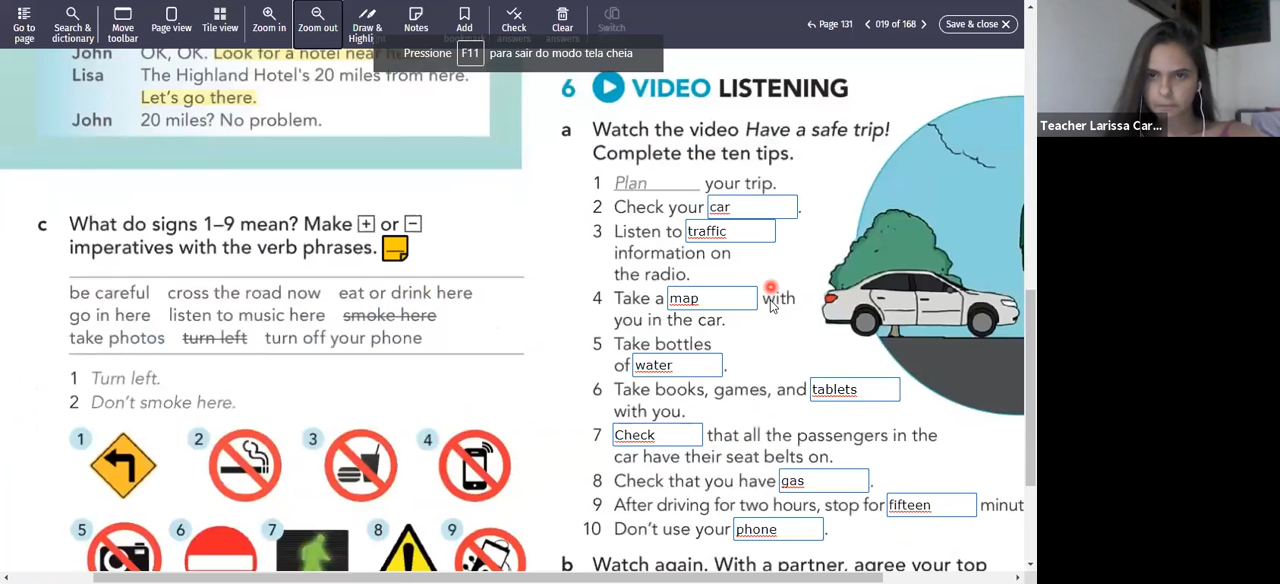 Go to page
Search & dictionary
Move toolbar
Page view
Tile view
Zoom in
Zoom out
Draw &
Notes
Add
Check answers
Clear answers
Switch
Page 131
019 of 168
Save & close
Pressione F11 para sair do modo tela cheia
Teacher Larissa Car...
John OK, OK. Look for a hotel near
Lisa The Highland Hotel's 20 miles from here.
Let's go there.
John 20 miles? No problem.
c What do signs 1–9 mean? Make + or −
imperatives with the verb phrases.
be careful cross the road now eat or drink here
go in here listen to music here smoke here
take photos turn left turn off your phone
1 Turn left.
2 Don't smoke here.
1 2 3 4
5 6 7 8 9
6 VIDEO LISTENING
a Watch the video Have a safe trip!
Complete the ten tips.
1 Plan your trip.
2 Check your car .
3 Listen to traffic
information on
the radio.
4 Take a map with
you in the car.
5 Take bottles
of water .
6 Take books, games, and tablets
with you.
7 Check that all the passengers in the
car have their seat belts on.
8 Check that you have gas .
9 After driving for two hours, stop for fifteen minut
10 Don't use your phone .
b Watch again. With a partner, agree your top